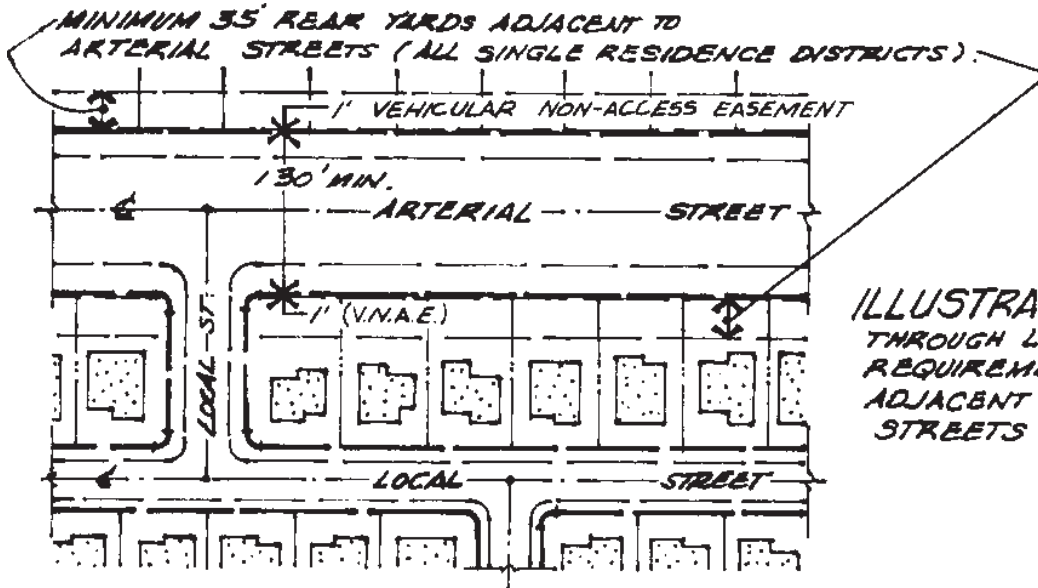 MINIMUM 35' REAR YARDS ADJACENT TO
ARTERIAL STREETS (ALL SINGLE RESIDENCE DISTRICTS).
1' VEHICULAR NON-ACCESS EASEMENT
130' MIN.
ARTERIAL STREET
1' (V.N.A.E.)
LOCAL ST.
ILLUSTRA
THROUGH L
REQUIREME
ADJACENT
STREETS
LOCAL STREET